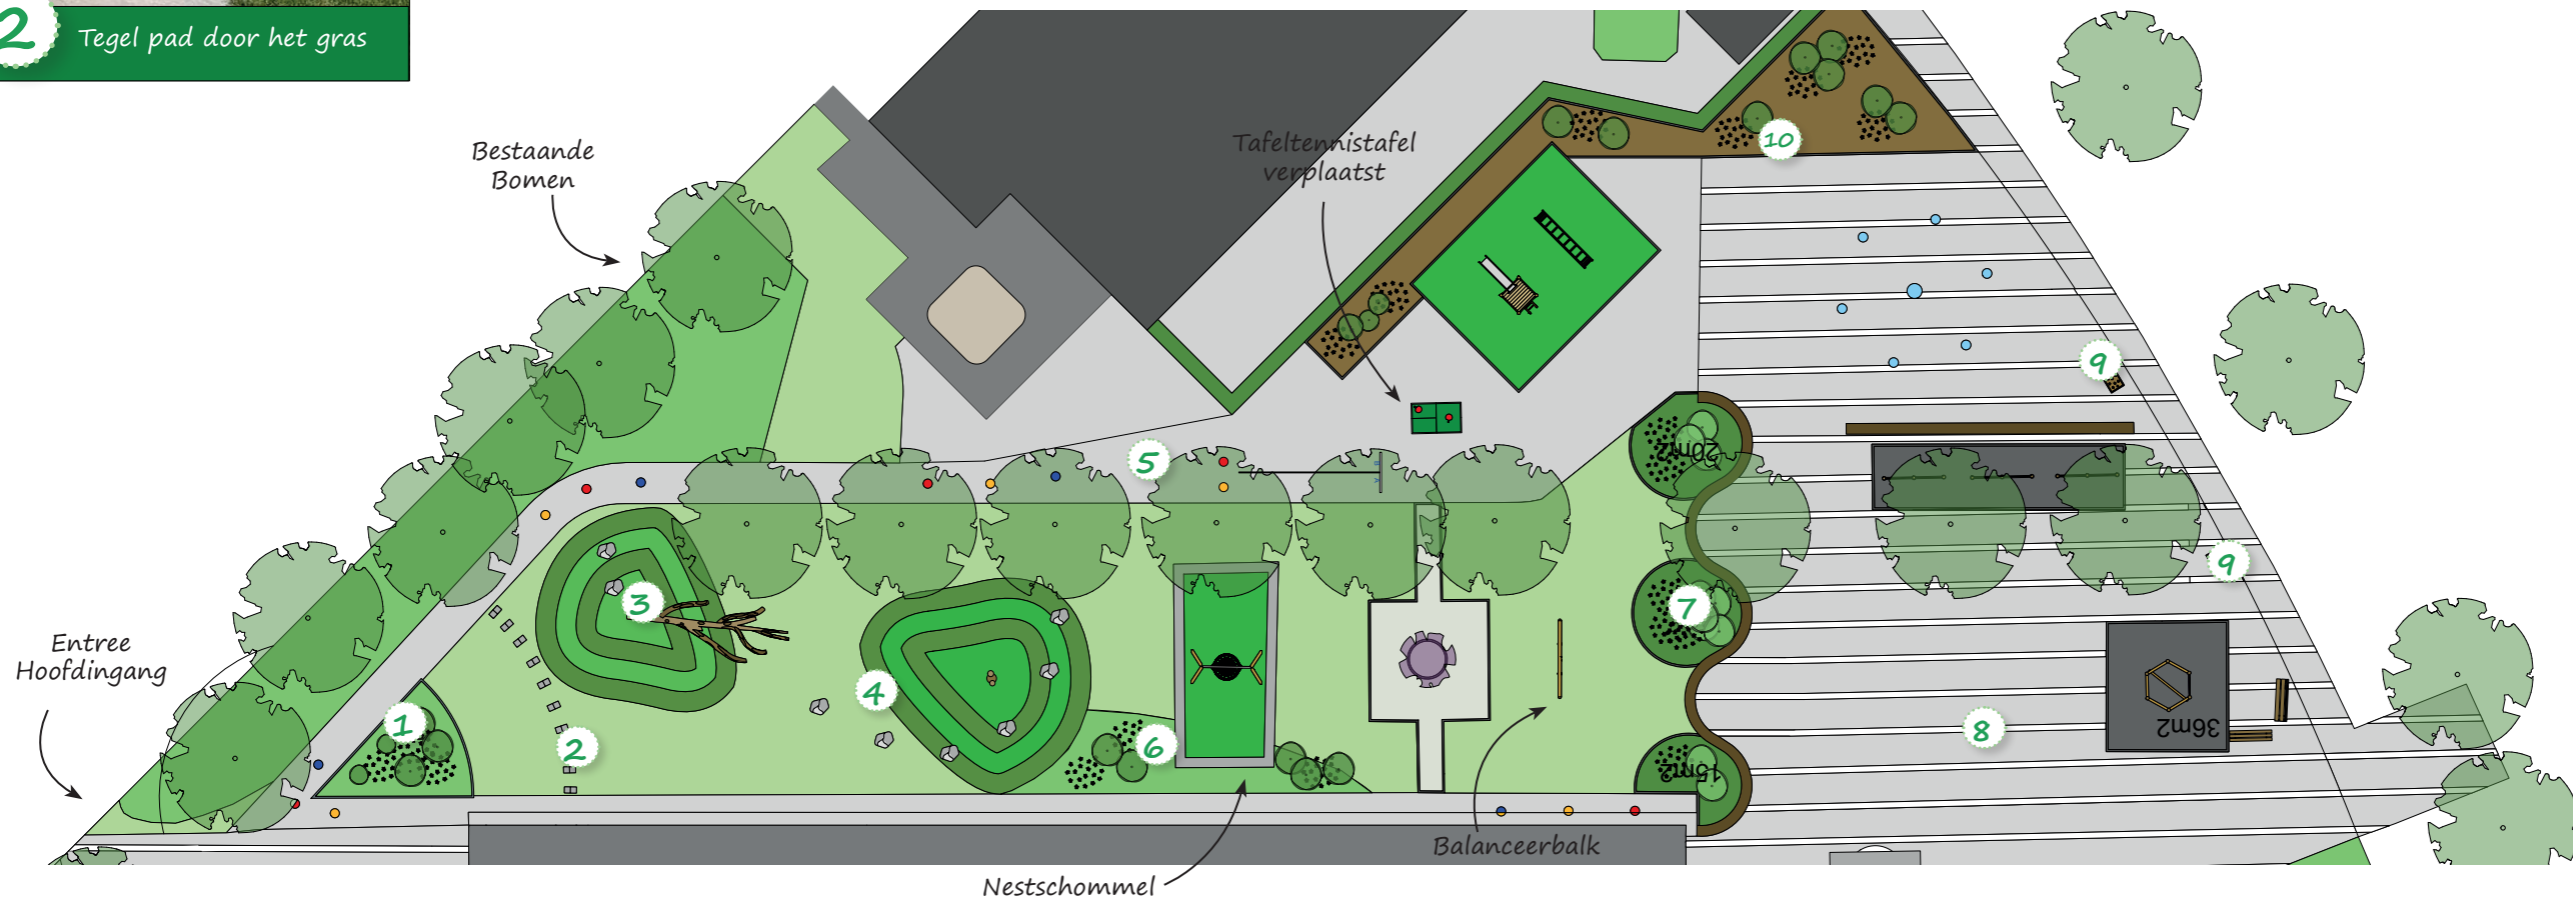 2 Tegel pad door het gras
Bestaande
Bomen
Tafeltennistafel
verplaatst
10
9
5
20m2
9
3
7
Entree
Hoofdingang
4
1
2
6
8
36m2
15m2
Balanceerbalk
Nestschommel